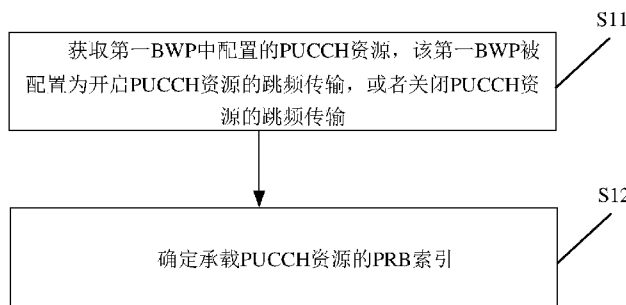 S11
获取第一BWP中配置的PUCCH资源，该第一BWP被
配置为开启PUCCH资源的跳频传输，或者关闭PUCCH资
源的跳频传输
S12
确定承载PUCCH资源的PRB索引